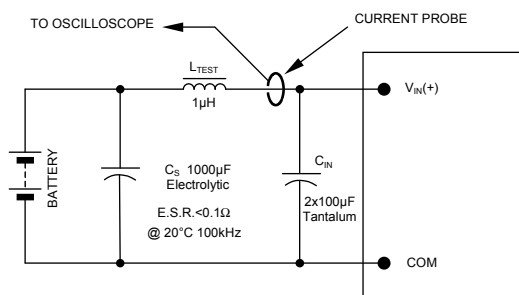 TO OSCILLOSCOPE
CURRENT PROBE
LTEST
1µH
VIN(+)
BATTERY
CS 1000µF
Electrolytic
E.S.R.<0.1Ω
@ 20°C 100kHz
CIN
2x100µF
Tantalum
COM